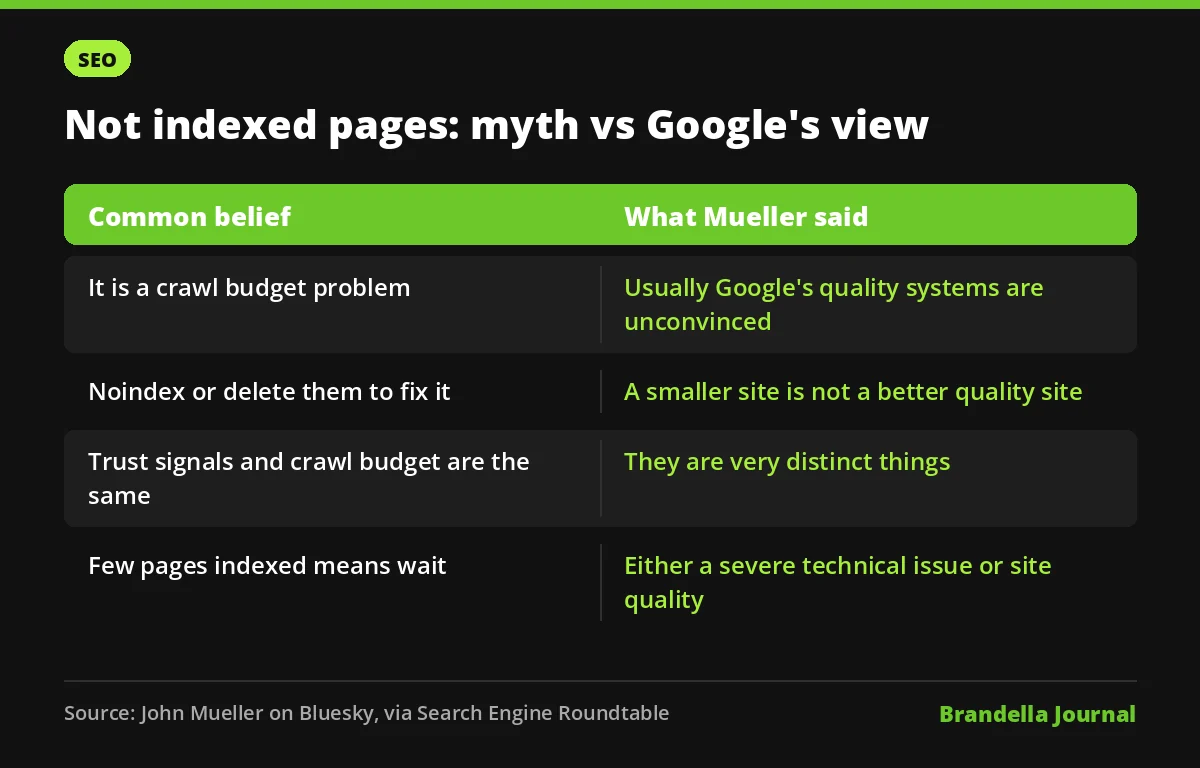 SEO
Not indexed pages: myth vs Google's view
Common belief
What Mueller said
It is a crawl budget problem
Usually Google's quality systems are
unconvinced
Noindex or delete them to fix it
A smaller site is not a better quality site
Trust signals and crawl budget are the
same
They are very distinct things
Few pages indexed means wait
Either a severe technical issue or site
quality
Source: John Mueller on Bluesky, via Search Engine Roundtable
Brandella Journal